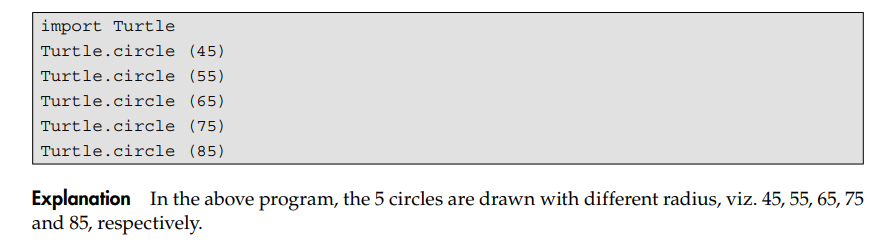 import Turtle
Turtle.circle (45)
Turtle.circle (55)
Turtle.circle (65)
Turtle.circle (75)
Turtle.circle (85)
Explanation In the above program, the 5 circles are drawn with different radius, viz. 45, 55, 65, 75
and 85, respectively.